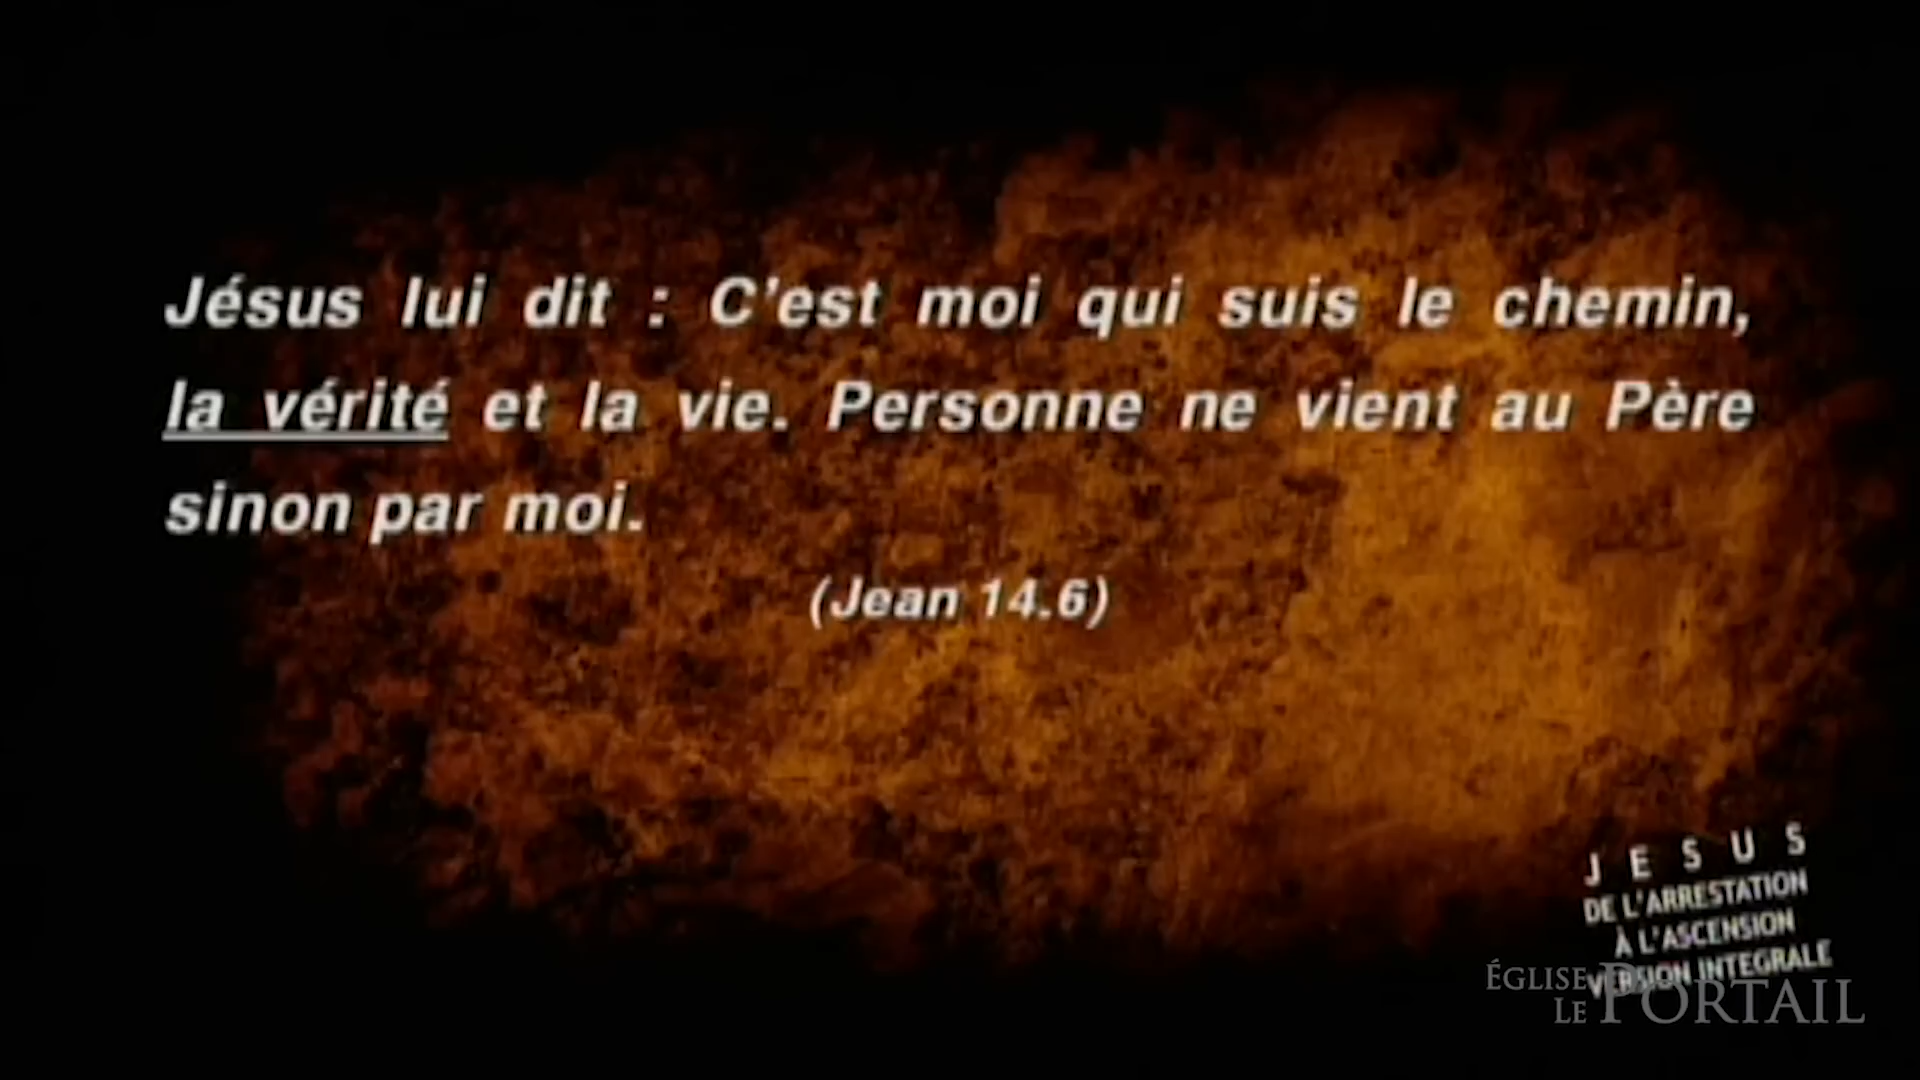 Jésus lui dit : C'est moi qui suis le chemin,
la vérité et la vie. Personne ne vient au Père
sinon par moi.
(Jean 14.6)
JESUS
DE L'ARRESTATION
À L'ASCENSION
VERSION INTEGRALE
ÉGLISE
LE PORTAIL